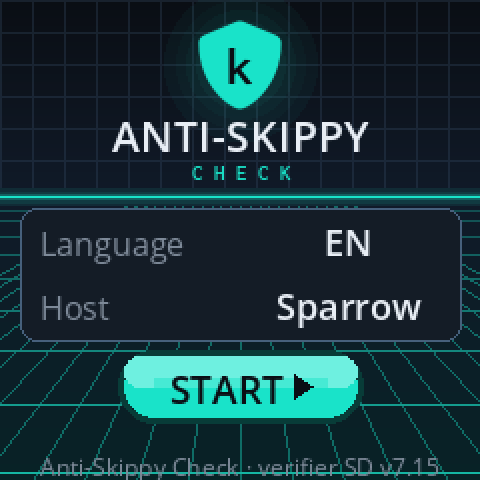 k
ANTI-SKIPPY
CHECK
Language EN
Host Sparrow
START
Anti-Skippy Check · verifier SD v7.15